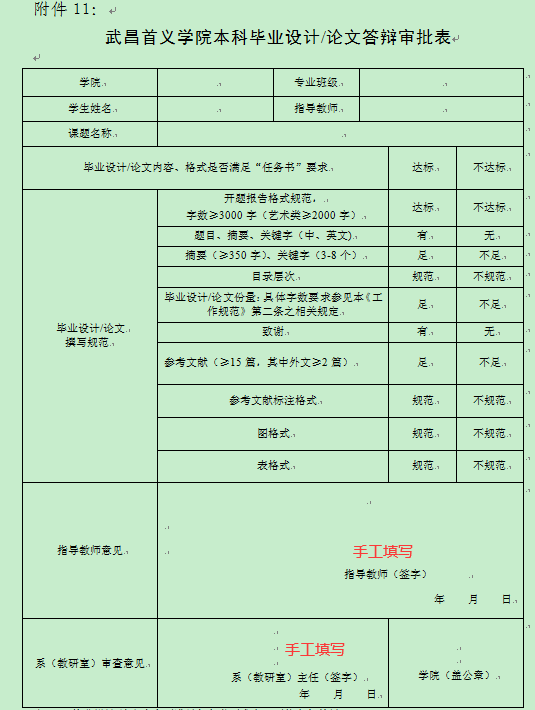 附件 11：
武昌首义学院本科毕业设计/论文答辩审批表
学院
专业班级
学生姓名
指导教师
课题名称
毕业设计/论文内容、格式是否满足“任务书”要求
达标
不达标
毕业设计/论文
撰写规范
开题报告格式规范，
字数≥3000 字（艺术类≥2000 字）
达标
不达标
题目、摘要、关键字（中、英文）
有
无
摘要（≥350 字）、关键字（3-8 个）
足
不足
目录层次
规范
不规范
毕业设计/论文份量：具体字数要求参见本《工
作规范》第二条之相关规定
足
不足
致谢
有
无
参考文献（≥15 篇，其中外文≥2 篇）
足
不足
参考文献标注格式
规范
不规范
图格式
规范
不规范
表格式
规范
不规范
指导教师意见
手工填写
指导教师（签字）
年 月 日
系（教研室）审查意见
手工填写
系（教研室）主任（签字）
年 月 日
学院（盖公章）